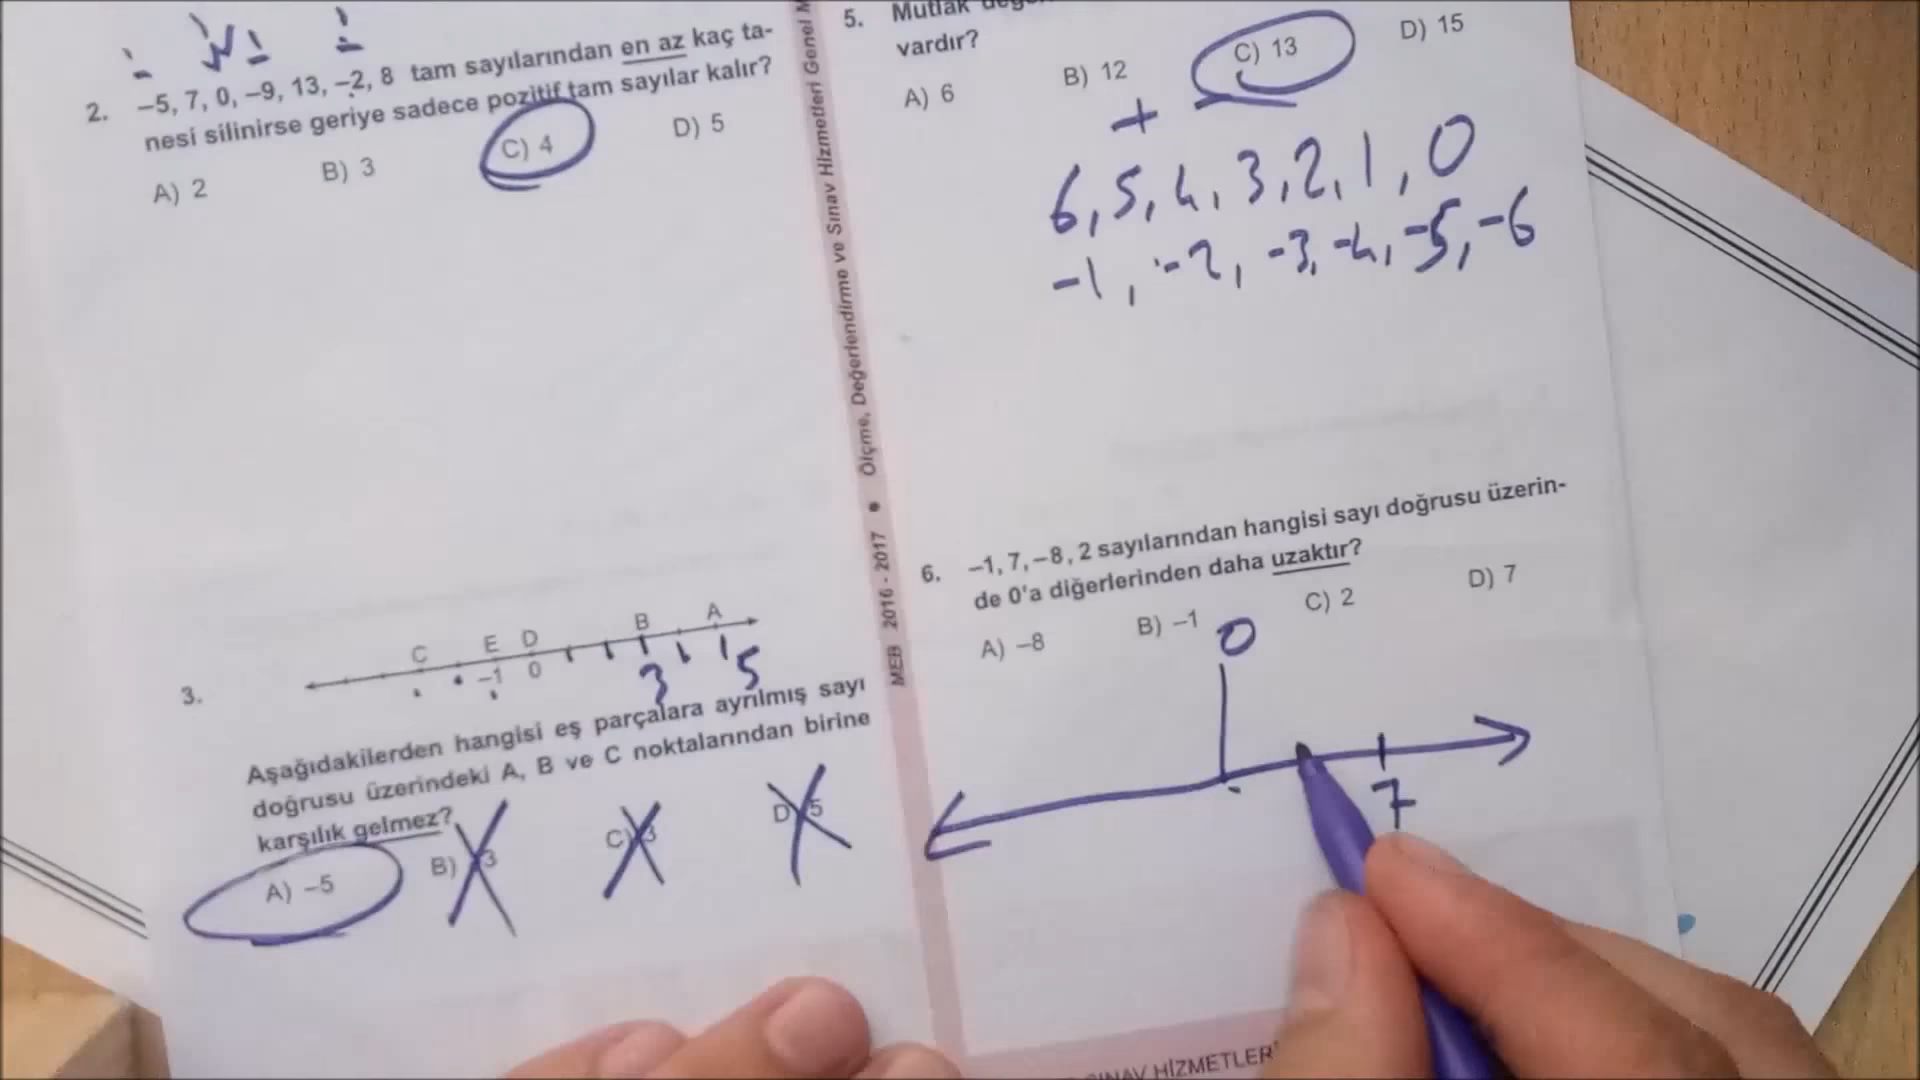 2. –5, 7, 0, –9, 13, –2, 8 tam sayılarından en az kaç ta-
nesi silinirse geriye sadece pozitif tam sayılar kalır?
A) 2 B) 3 C) 4 D) 5
C E D B A
–1 0 3 5
3.
Aşağıdakilerden hangisi eş parçalara ayrılmış sayı
doğrusu üzerindeki A, B ve C noktalarından birine
karşılık gelmez?
A) –5 B) 3 C) 3 D) 5
MEB 2016 - 2017 ● Ölçme, Değerlendirme ve Sınav Hizmetleri Genel M
5. Mutlak
vardır?
A) 6 B) 12 C) 13 D) 15
+
6, 5, 4, 3, 2, 1, 0
-1, -2, -3, -4, -5, -6
6. –1, 7, –8, 2 sayılarından hangisi sayı doğrusu üzerin-
de 0'a diğerlerinden daha uzaktır?
A) –8 B) –1 C) 2 D) 7
0
7
SINAV HİZMETLERİ